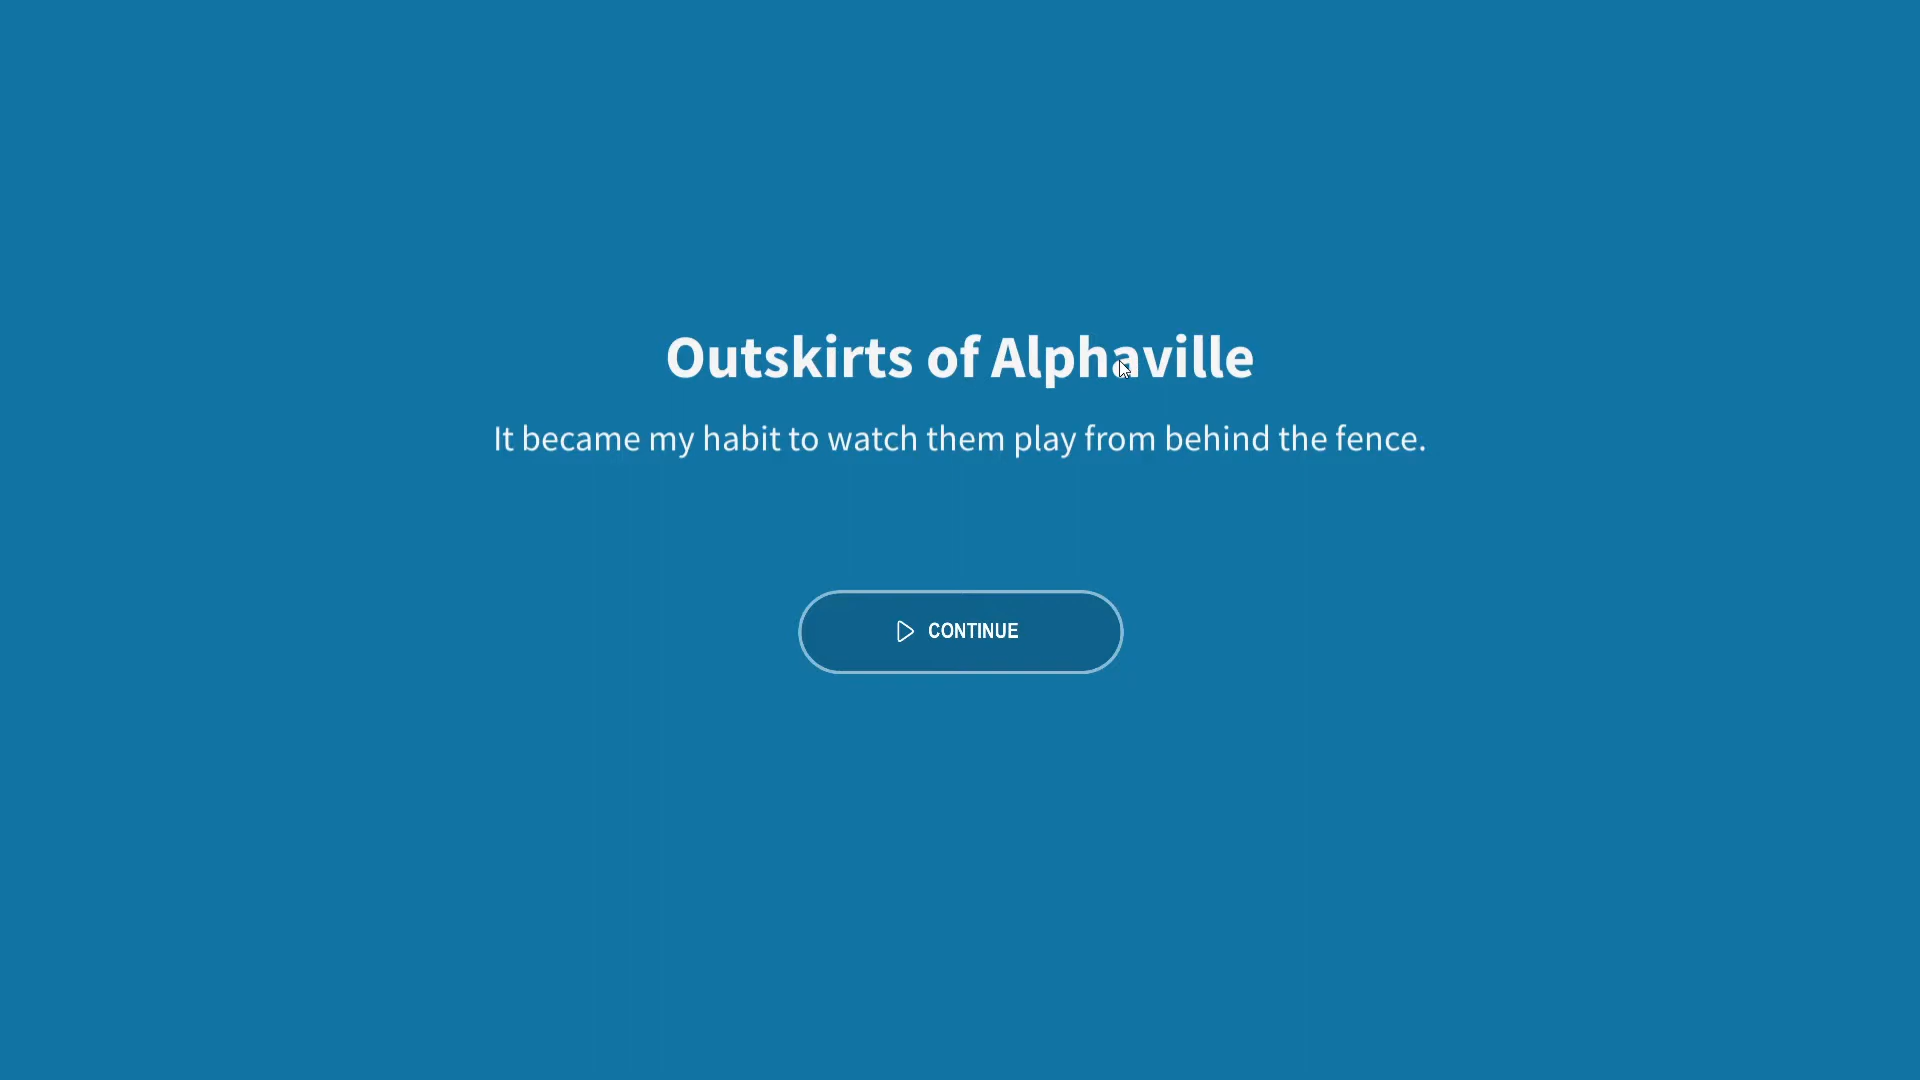 Outskirts of Alphaville
It became my habit to watch them play from behind the fence.
CONTINUE